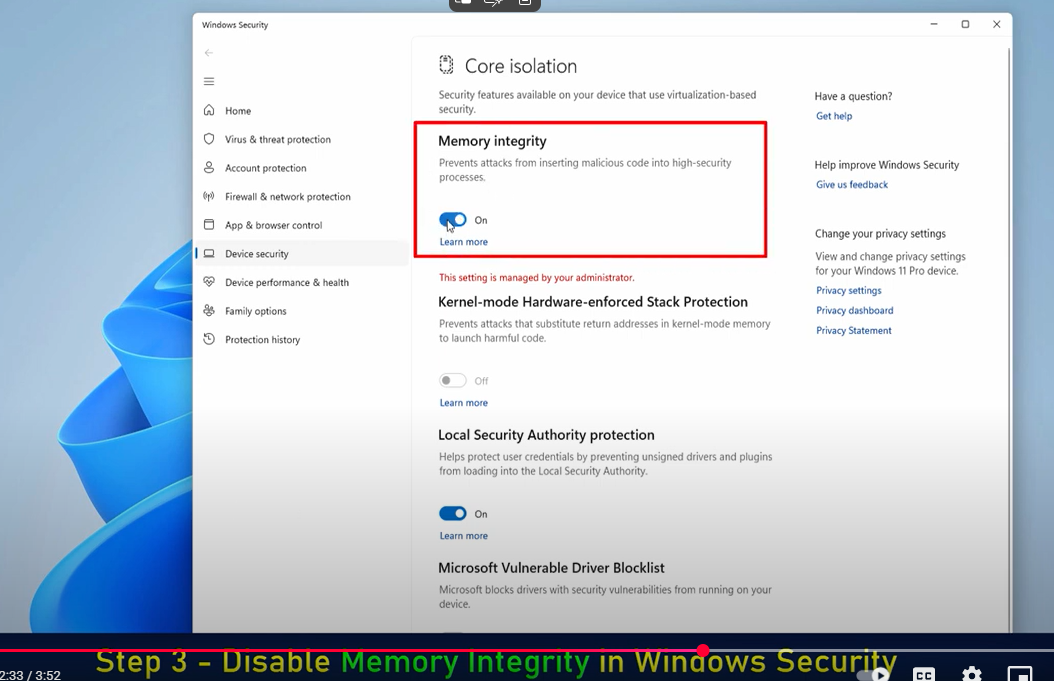 Windows Security
Core isolation
Security features available on your device that use virtualization-based
security.
Memory integrity
Prevents attacks from inserting malicious code into high-security
processes.
On
Learn more
This setting is managed by your administrator.
Kernel-mode Hardware-enforced Stack Protection
Prevents attacks that substitute return addresses in kernel-mode memory
to launch harmful code.
Off
Learn more
Local Security Authority protection
Helps protect user credentials by preventing unsigned drivers and plugins
from loading into the Local Security Authority.
On
Learn more
Microsoft Vulnerable Driver Blocklist
Microsoft blocks drivers with security vulnerabilities from running on your
device.
Home
Virus & threat protection
Account protection
Firewall & network protection
App & browser control
Device security
Device performance & health
Family options
Protection history
Have a question?
Get help
Help improve Windows Security
Give us feedback
Change your privacy settings
View and change privacy settings
for your Windows 11 Pro device.
Privacy settings
Privacy dashboard
Privacy Statement
Step 3 - Disable Memory Integrity in Windows Security
2:33 / 3:52
CC